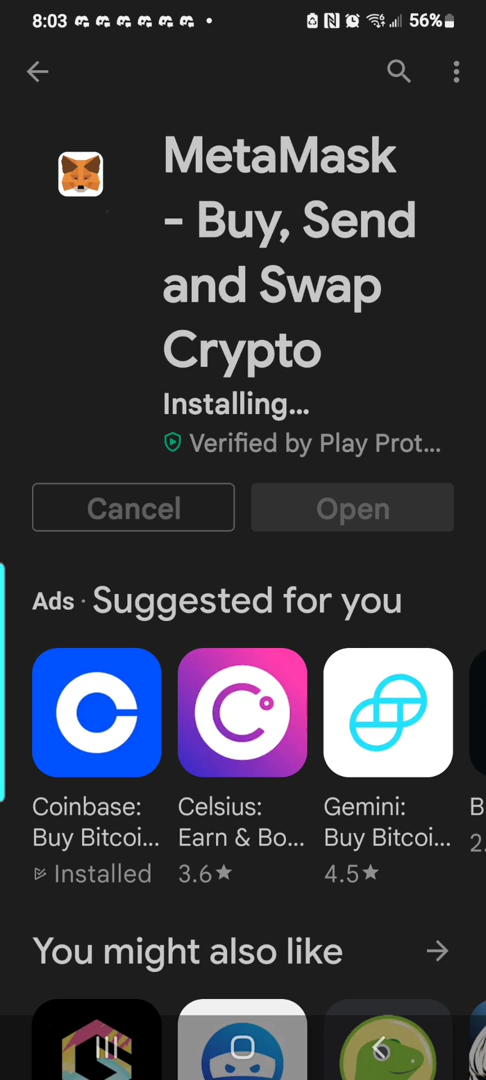 8:03
56%
MetaMask
- Buy, Send
and Swap
Crypto
Installing...
Verified by Play Prot...
Cancel
Open
Ads · Suggested for you
Coinbase:
Buy Bitcoi...
Installed
Celsius:
Earn & Bo...
3.6★
Gemini:
Buy Bitcoi...
4.5★
B
2.
You might also like